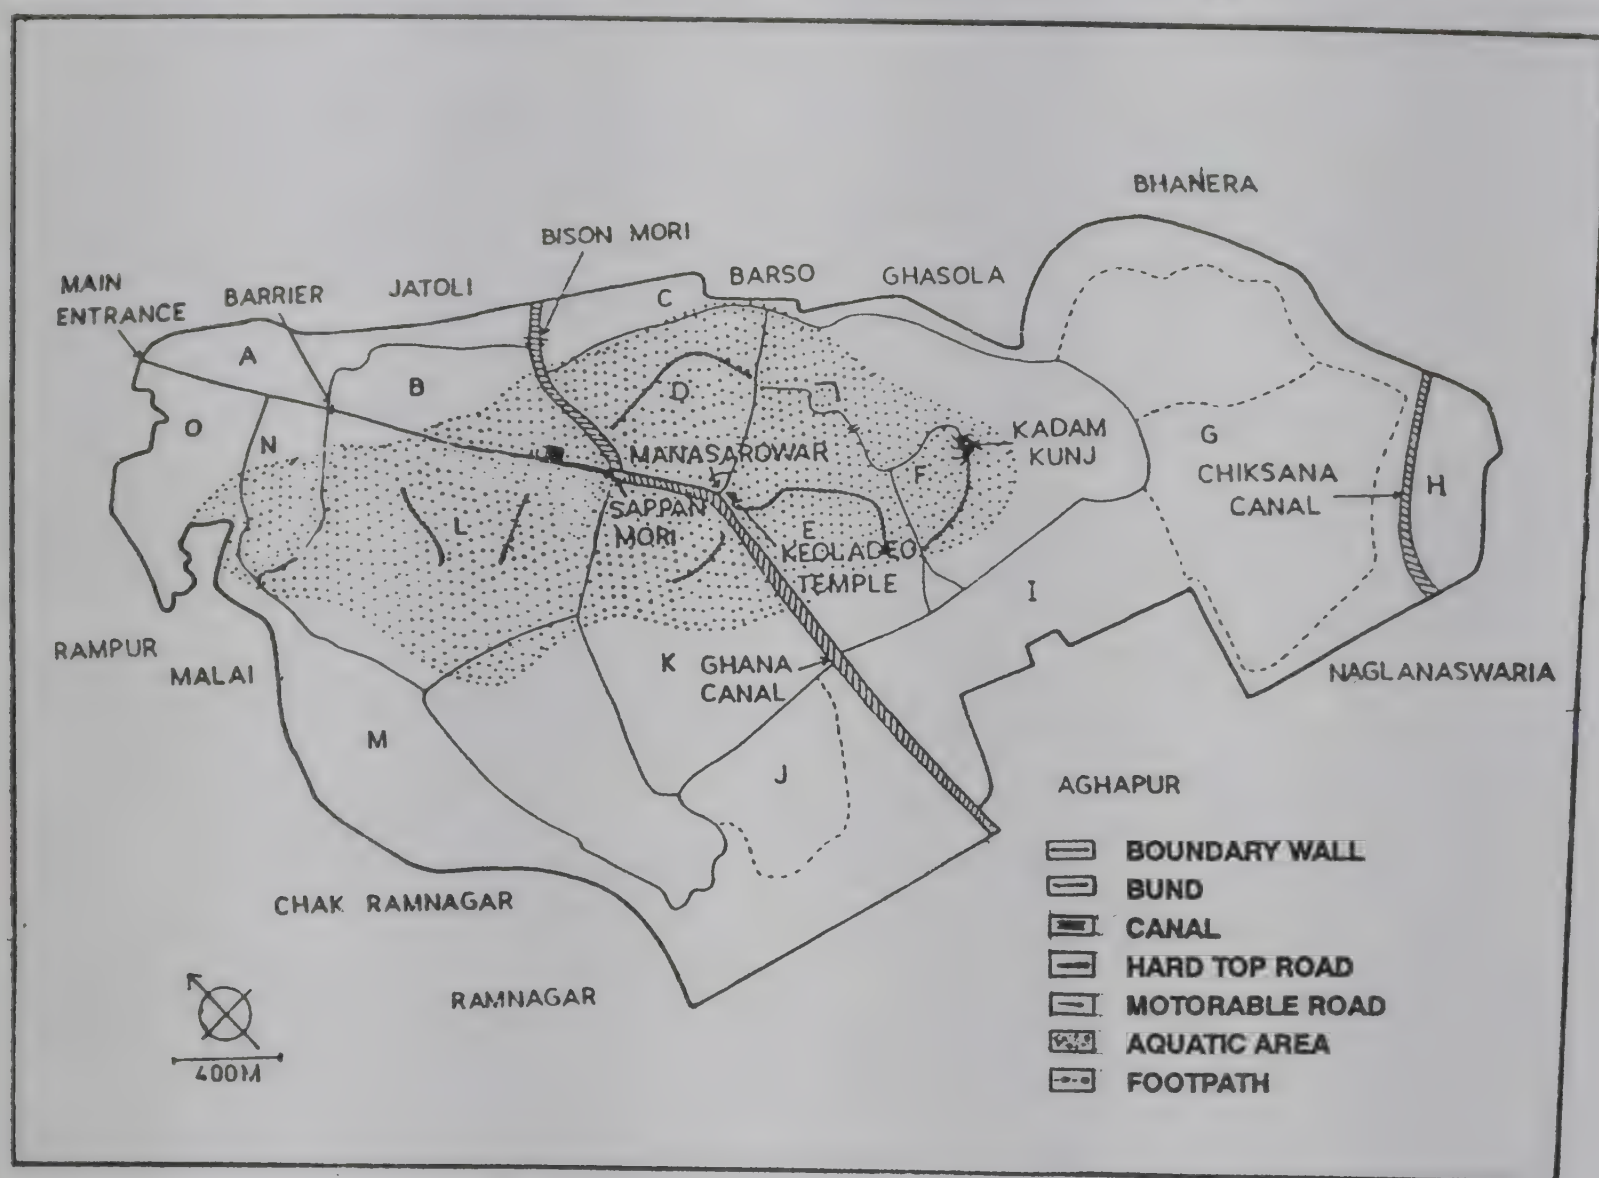 BHANERA
BISON MORI
MAIN
ENTRANCE
BARRIER
JATOLI
BARSO
GHASOLA
C
A
B
D
O
N
MANASAROWAR
KADAM
KUNJ
G
CHIKSANA
CANAL
H
F
L
SAPPAN
MORI
E
KEOLADEO
TEMPLE
I
RAMPUR
MALAI
K
GHANA
CANAL
NAGLANASWARIA
M
J
AGHAPUR
CHAK RAMNAGAR
RAMNAGAR
400M
BOUNDARY WALL
BUND
CANAL
HARD TOP ROAD
MOTORABLE ROAD
AQUATIC AREA
FOOTPATH